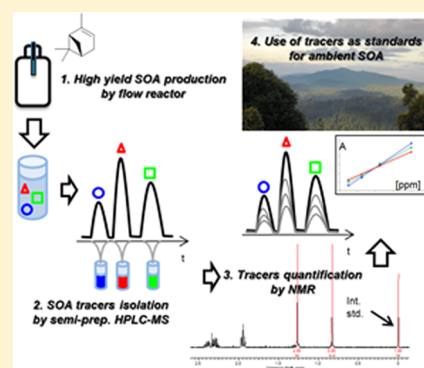 1. High yield SOA production
by flow reactor
4. Use of tracers as standards
for ambient SOA
A
[ppm]
t
t
2. SOA tracers isolation
by semi-prep. HPLC-MS
3. Tracers quantification
by NMR
Int.
std.